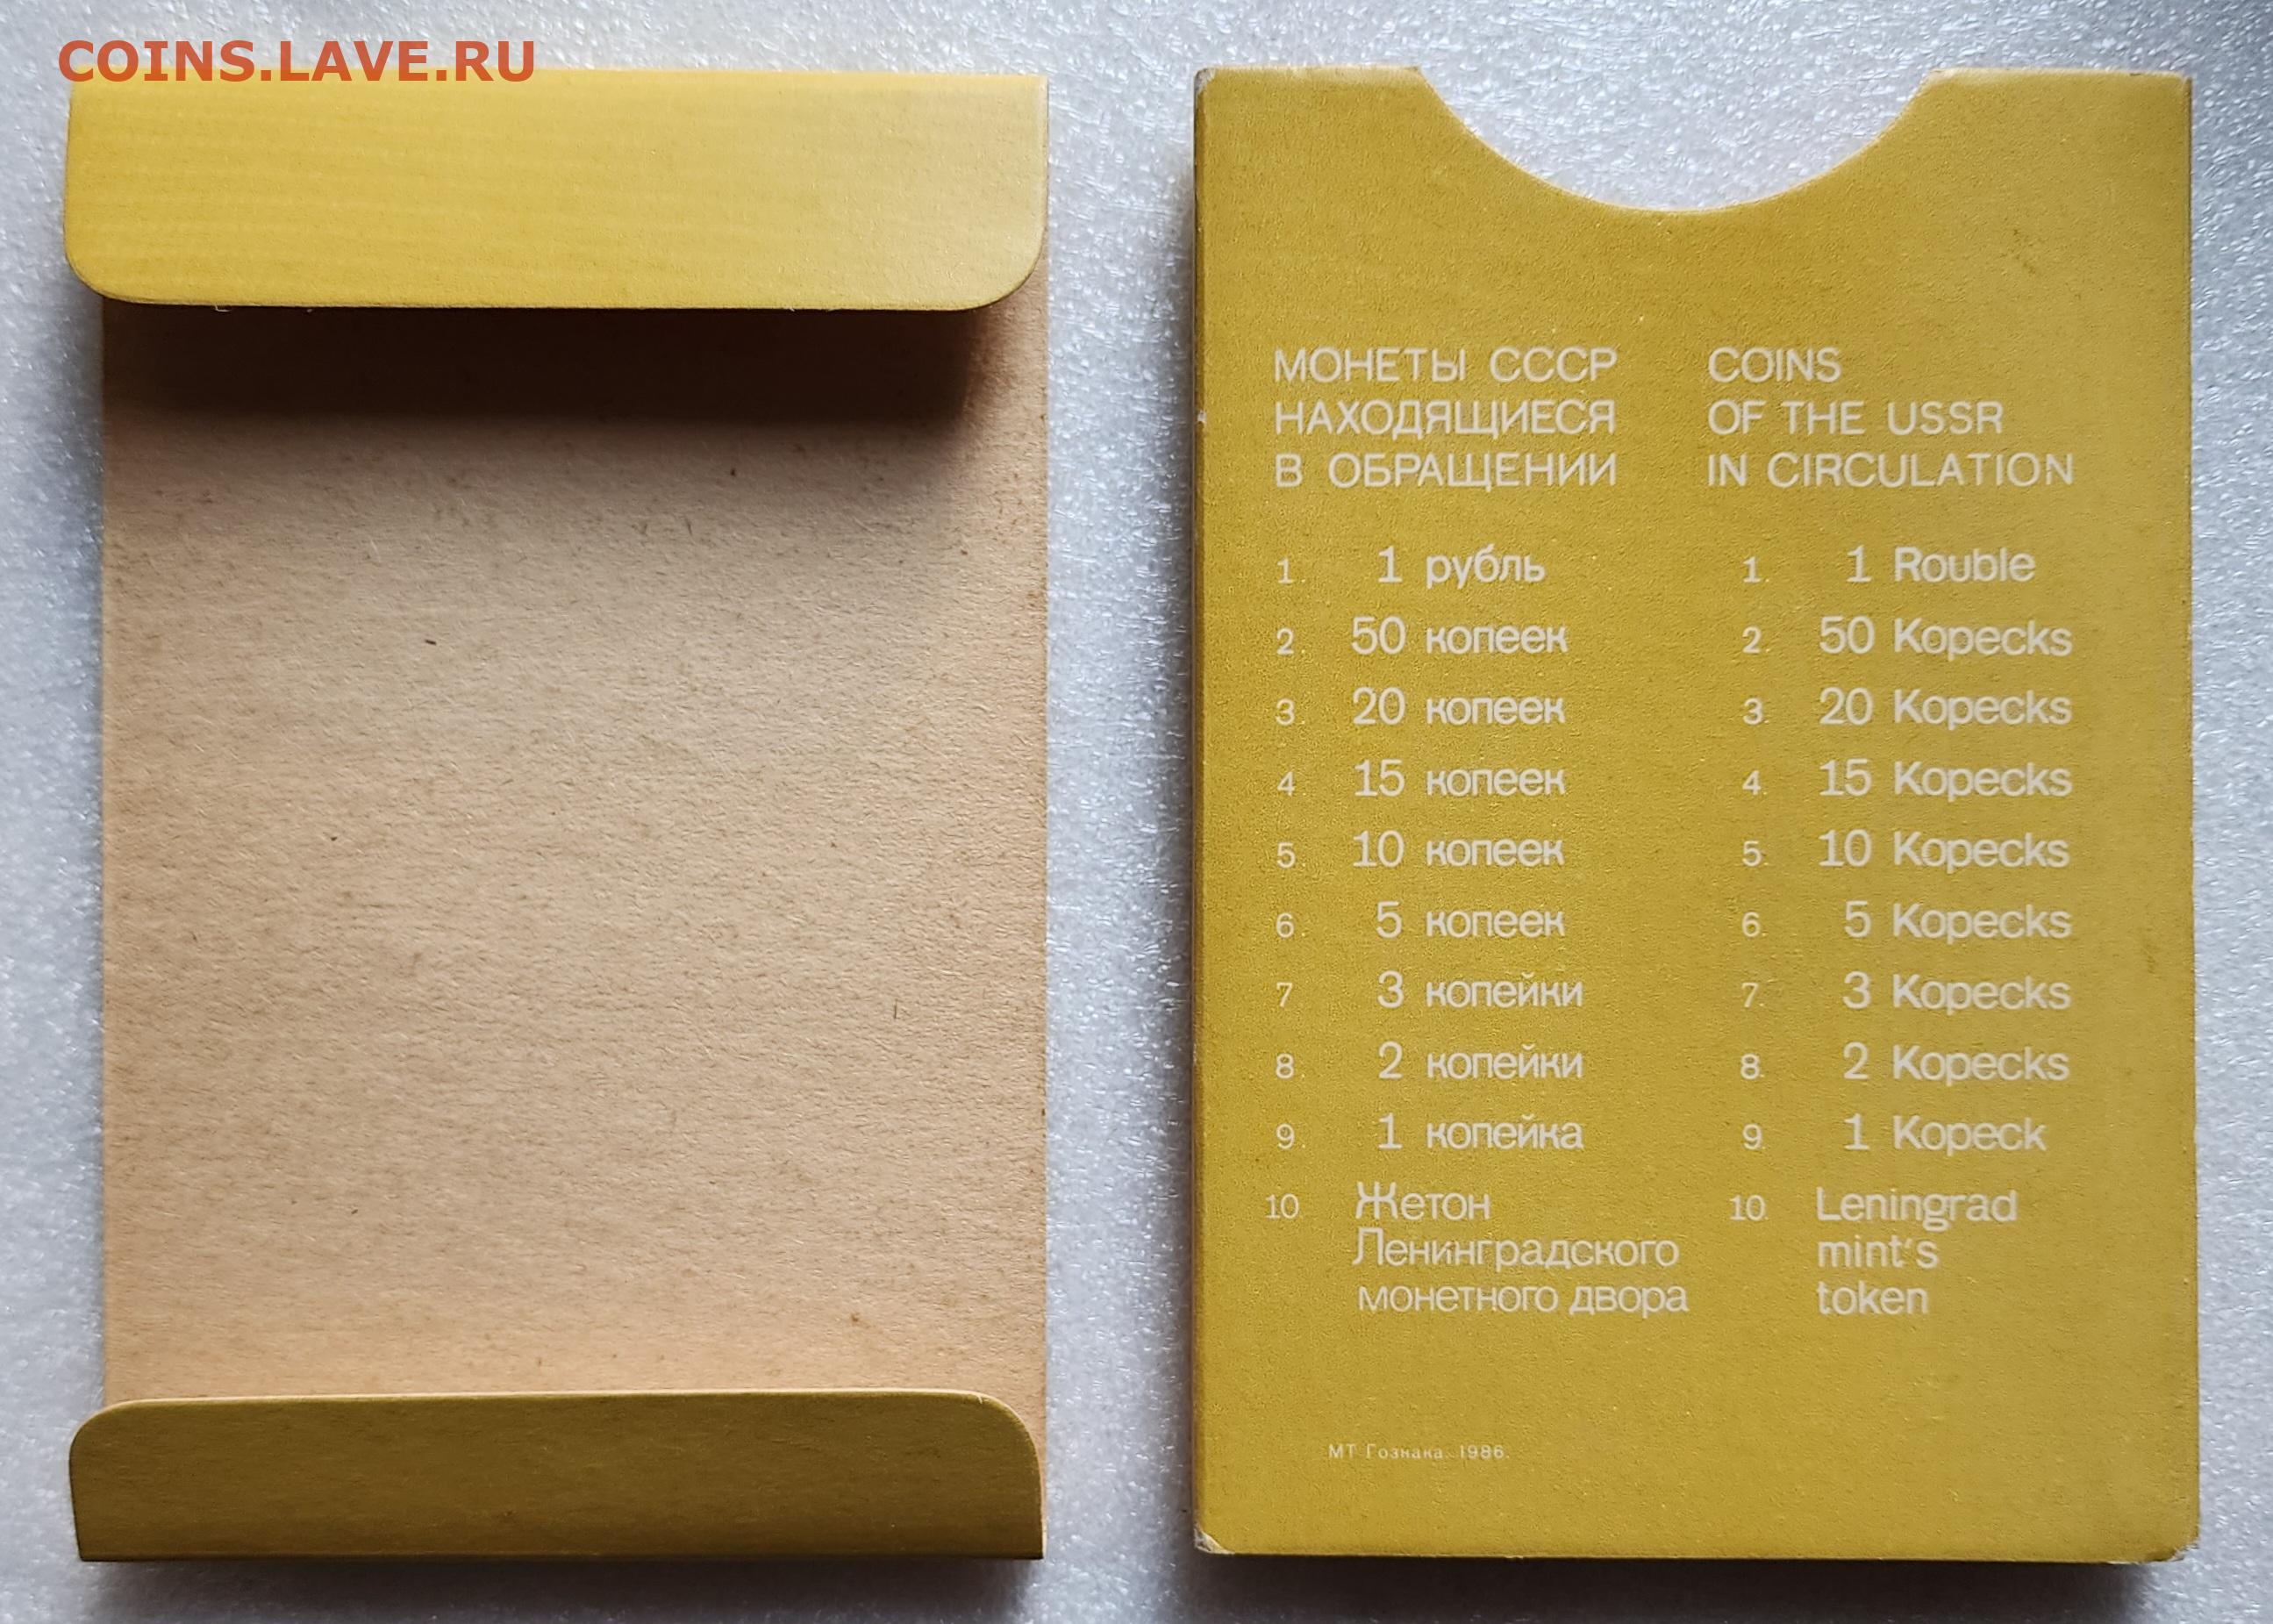 COINS.LAVE.RU
МОНЕТЫ СССР
НАХОДЯЩИЕСЯ
В ОБРАЩЕНИИ
1. 1 рубль
2. 50 копеек
3. 20 копеек
4. 15 копеек
5. 10 копеек
6. 5 копеек
7. 3 копейки
8. 2 копейки
9. 1 копейка
10. Жетон
Ленинградского
монетного двора
COINS
OF THE USSR
IN CIRCULATION
1. 1 Rouble
2. 50 Kopecks
3. 20 Kopecks
4. 15 Kopecks
5. 10 Kopecks
6. 5 Kopecks
7. 3 Kopecks
8. 2 Kopecks
9. 1 Kopeck
10. Leningrad
mint's
token
МТ Гознака. 1986.